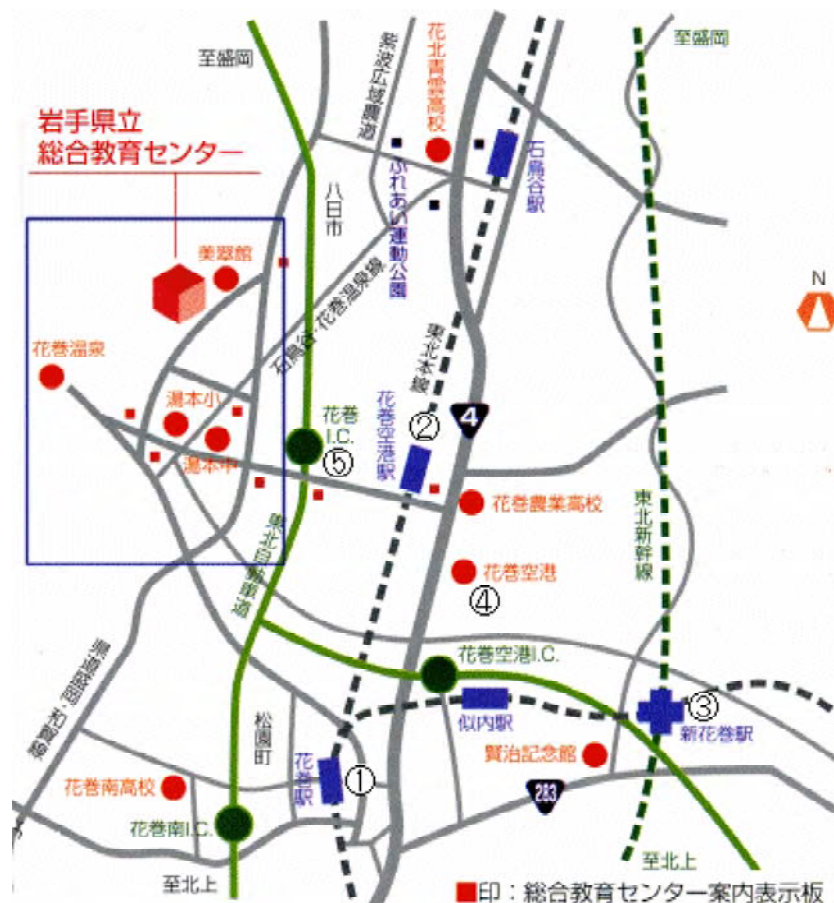 至盛岡
紫波広域農道
花北青雲高校
至盛岡
岩手県立
総合教育センター
石鳥谷駅
八日市
ふれあい運動公園
美翠館
石鳥谷・花巻温泉線
N
花巻温泉
東北本線
湯本小
花巻
I.C.
⑤
花巻空港駅
②
4
湯本中
花巻農業高校
東北新幹線
東北自動車道
花巻空港
④
県道盛岡・和賀線
花巻空港I.C.
松園町
似内駅
③
新花巻駅
賢治記念館
花巻南高校
花巻駅
①
283
花巻南I.C.
至北上
至北上
■印:総合教育センター案内表示板